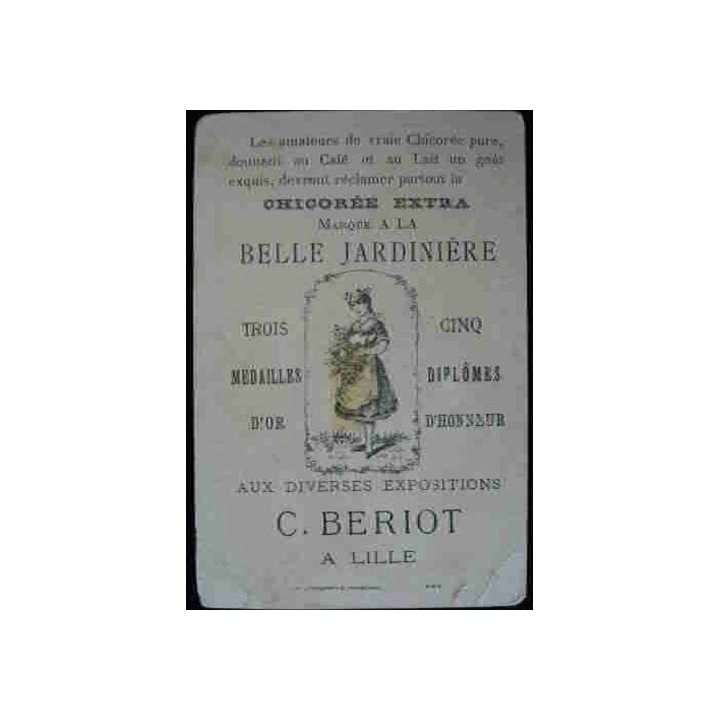 Les amateurs de vraie Chicorée pure,
donnant au Café et au Lait un goût
exquis, devront réclamer partout la
CHICORÉE EXTRA
MARQUE A LA
BELLE JARDINIÈRE
TROIS CINQ
MEDAILLES DIPLÔMES
D'OR D'HONNEUR
AUX DIVERSES EXPOSITIONS
C. BERIOT
A LILLE